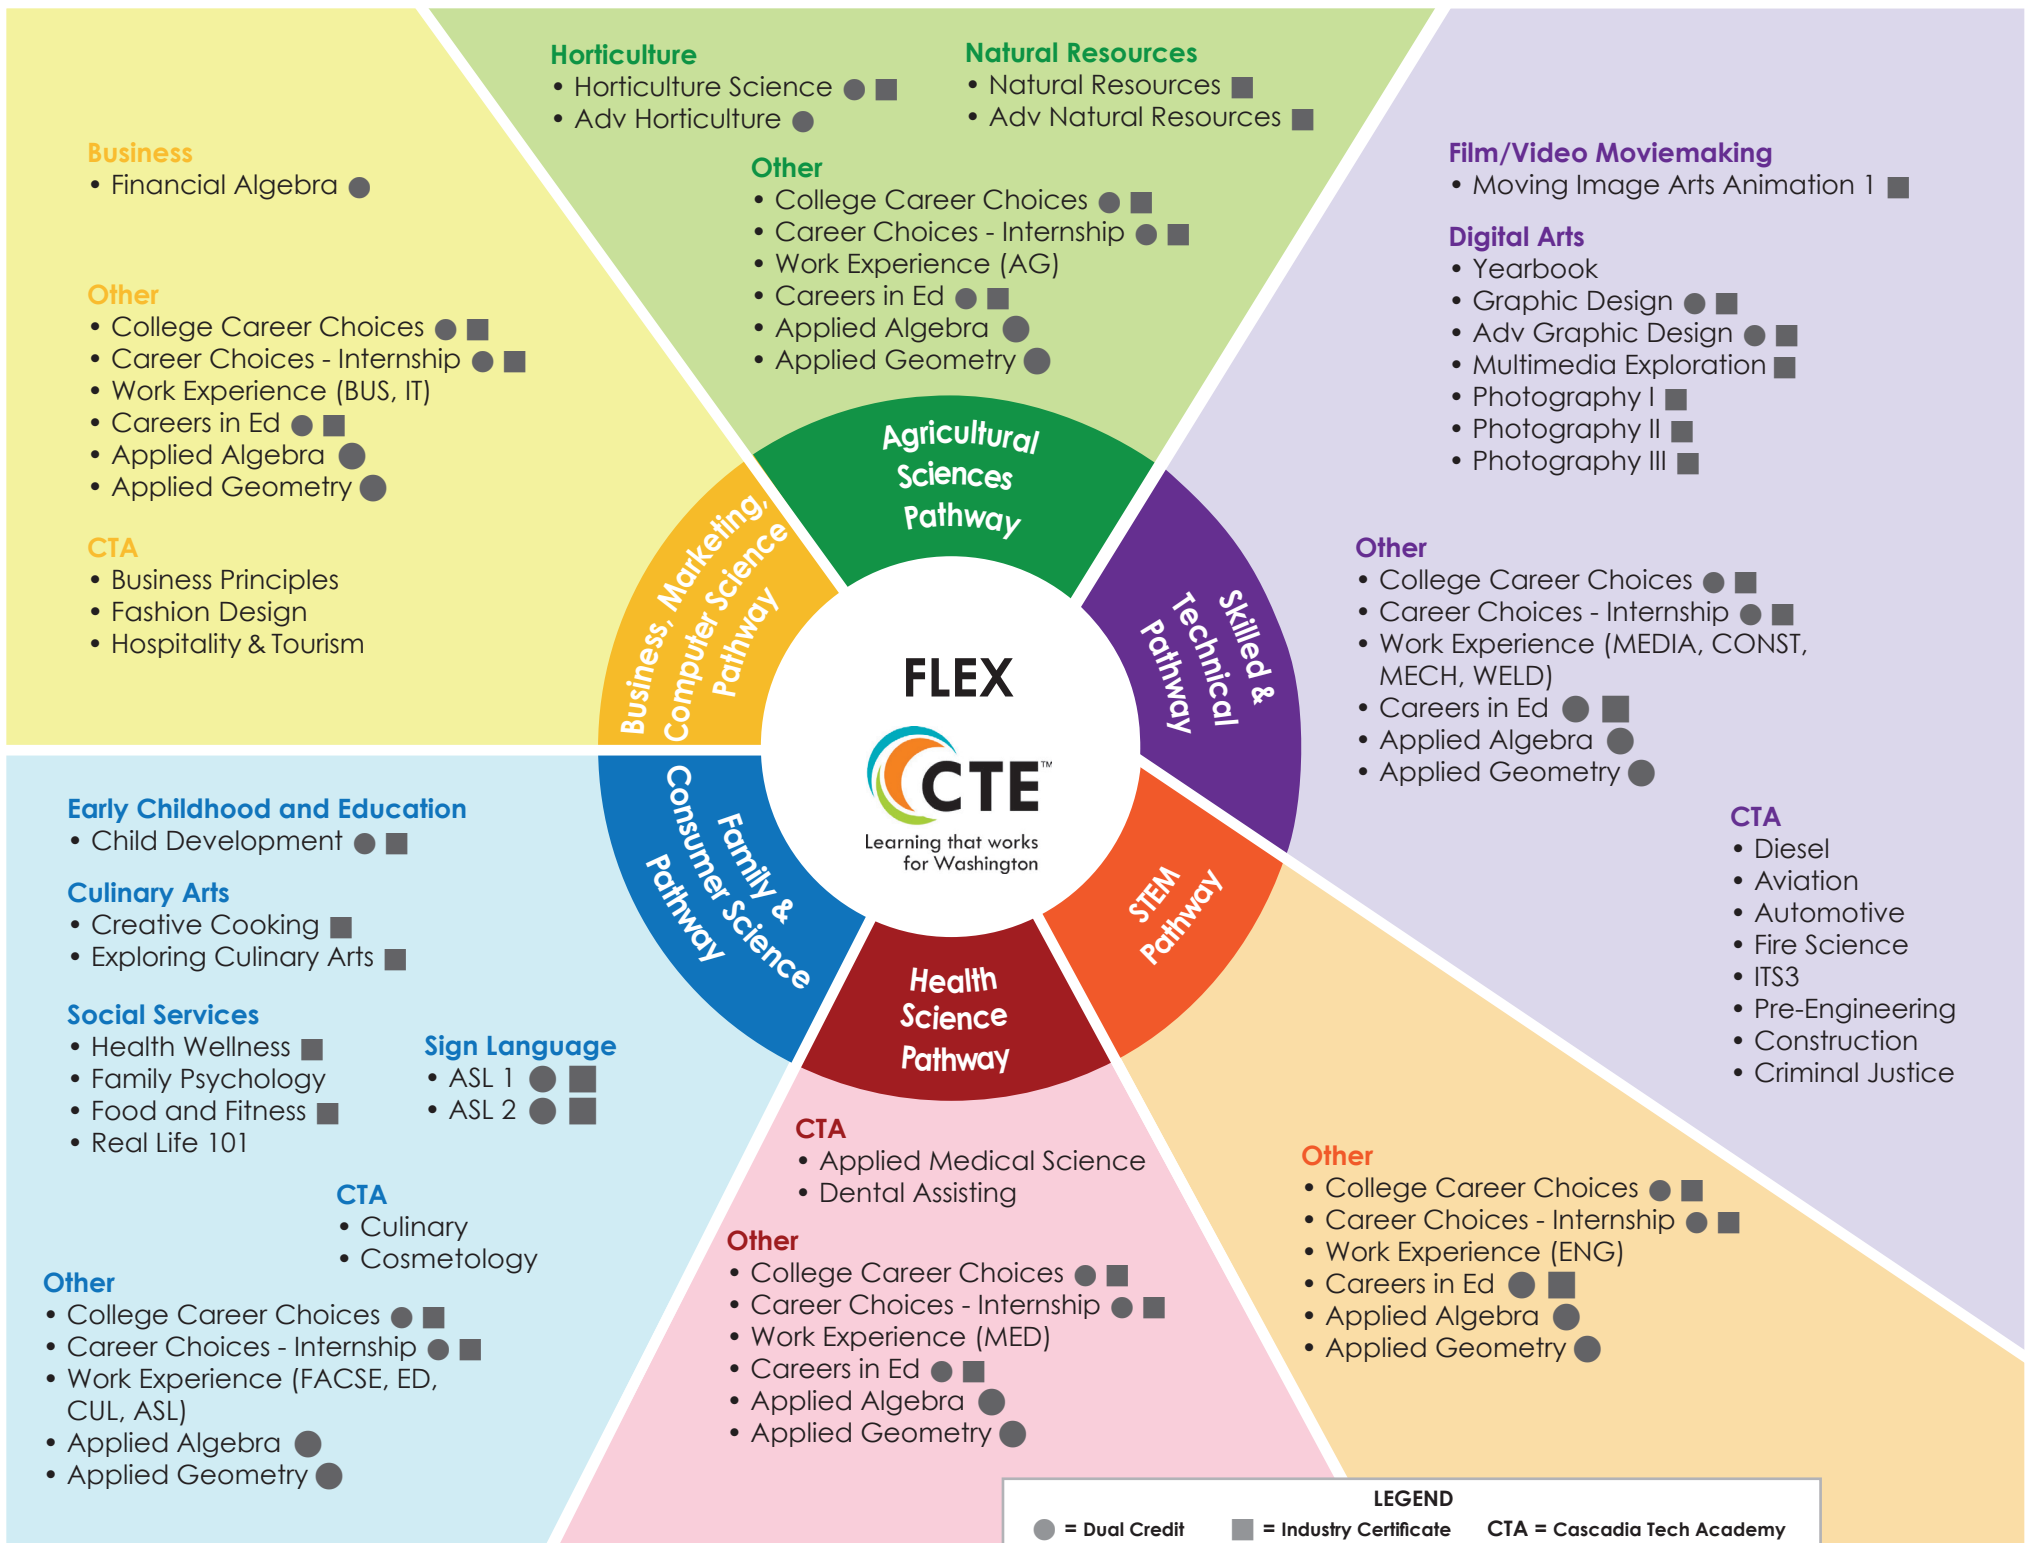 Horticulture
• Horticulture Science
• Adv Horticulture
Natural Resources
• Natural Resources
• Adv Natural Resources
Other
• College Career Choices
• Career Choices - Internship
• Work Experience (AG)
• Careers in Ed
• Applied Algebra
• Applied Geometry
Agricultural
Sciences
Pathway
Business
• Financial Algebra
Other
• College Career Choices
• Career Choices - Internship
• Work Experience (BUS, IT)
• Careers in Ed
• Applied Algebra
• Applied Geometry
CTA
• Business Principles
• Fashion Design
• Hospitality & Tourism
Business, Marketing,
Computer Science
Pathway
Film/Video Moviemaking
• Moving Image Arts Animation 1
Digital Arts
• Yearbook
• Graphic Design
• Adv Graphic Design
• Multimedia Exploration
• Photography I
• Photography II
• Photography III
Other
• College Career Choices
• Career Choices - Internship
• Work Experience (MEDIA, CONST,
MECH, WELD)
• Careers in Ed
• Applied Algebra
• Applied Geometry
CTA
• Diesel
• Aviation
• Automotive
• Fire Science
• ITS3
• Pre-Engineering
• Construction
• Criminal Justice
Skilled &
Technical
Pathway
FLEX
CTE™
Learning that works
for Washington
Early Childhood and Education
• Child Development
Culinary Arts
• Creative Cooking
• Exploring Culinary Arts
Social Services
• Health Wellness
• Family Psychology
• Food and Fitness
• Real Life 101
Sign Language
• ASL 1
• ASL 2
CTA
• Culinary
• Cosmetology
Other
• College Career Choices
• Career Choices - Internship
• Work Experience (FACSE, ED,
CUL, ASL)
• Applied Algebra
• Applied Geometry
Family &
Consumer Science
Pathway
Health
Science
Pathway
CTA
• Applied Medical Science
• Dental Assisting
Other
• College Career Choices
• Career Choices - Internship
• Work Experience (MED)
• Careers in Ed
• Applied Algebra
• Applied Geometry
STEM
Pathway
Other
• College Career Choices
• Career Choices - Internship
• Work Experience (ENG)
• Careers in Ed
• Applied Algebra
• Applied Geometry
LEGEND
= Dual Credit
= Industry Certificate
CTA = Cascadia Tech Academy